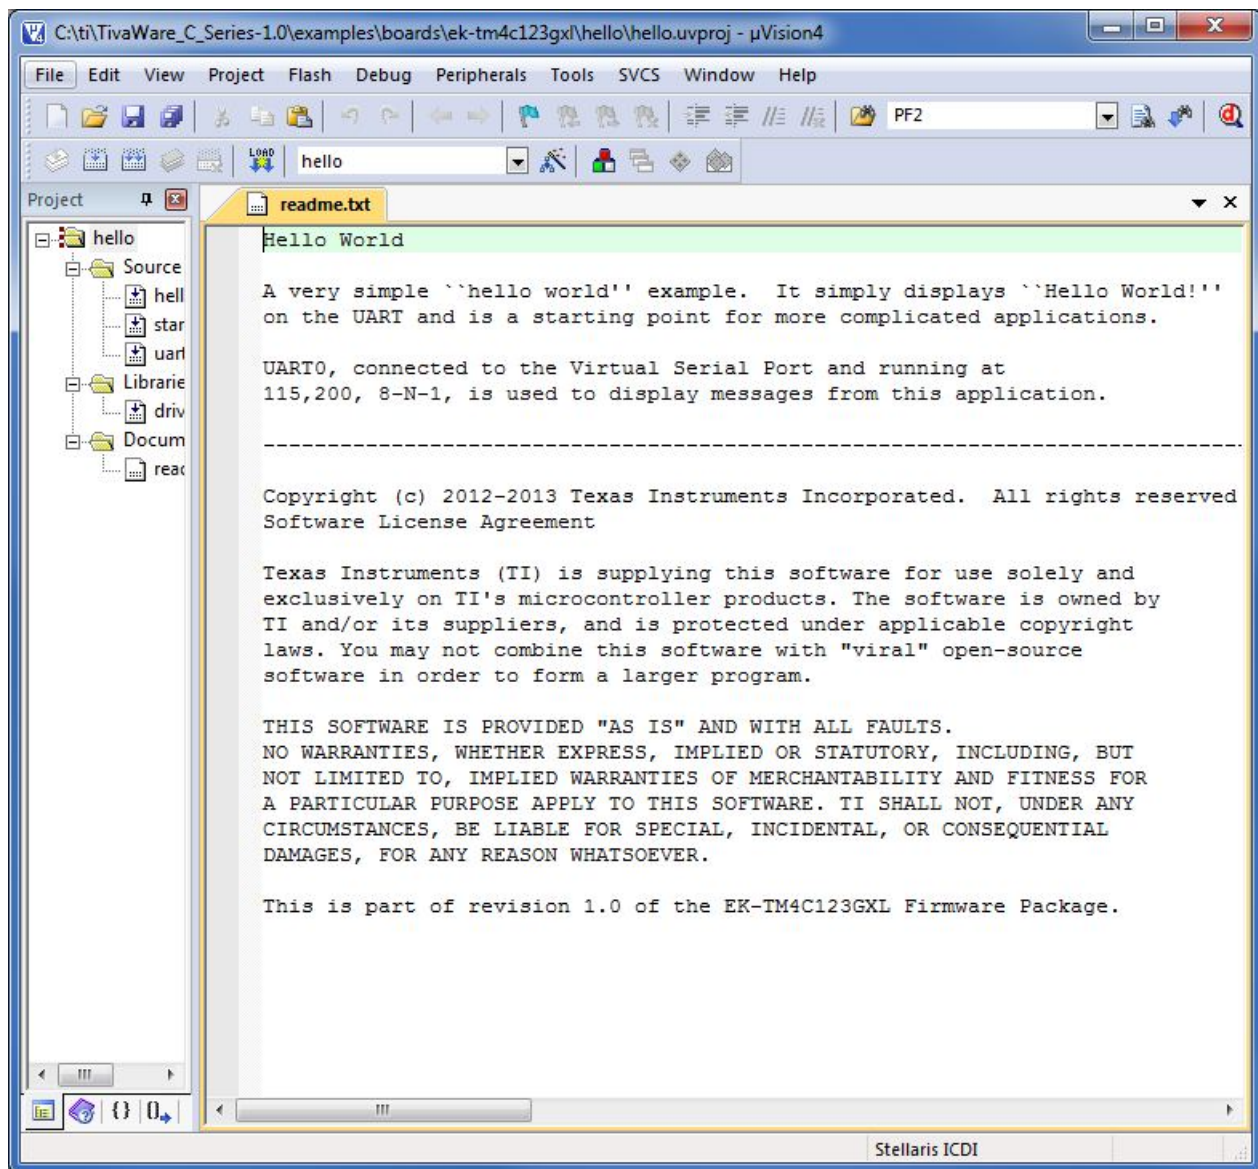 C:\ti\TivaWare_C_Series-1.0\examples\boards\ek-tm4c123gxl\hello\hello.uvproj - µVision4
File Edit View Project Flash Debug Peripherals Tools SVCS Window Help
PF2
LOAD hello
Project
readme.txt
hello
Source
hell
star
uart
Librarie
driv
Docum
read
Hello World
A very simple ``hello world'' example.  It simply displays ``Hello World!''
on the UART and is a starting point for more complicated applications.
UART0, connected to the Virtual Serial Port and running at
115,200, 8-N-1, is used to display messages from this application.
-----------------------------------------------------------------------------
Copyright (c) 2012-2013 Texas Instruments Incorporated.  All rights reserved
Software License Agreement
Texas Instruments (TI) is supplying this software for use solely and
exclusively on TI's microcontroller products. The software is owned by
TI and/or its suppliers, and is protected under applicable copyright
laws. You may not combine this software with "viral" open-source
software in order to form a larger program.
THIS SOFTWARE IS PROVIDED "AS IS" AND WITH ALL FAULTS.
NO WARRANTIES, WHETHER EXPRESS, IMPLIED OR STATUTORY, INCLUDING, BUT
NOT LIMITED TO, IMPLIED WARRANTIES OF MERCHANTABILITY AND FITNESS FOR
A PARTICULAR PURPOSE APPLY TO THIS SOFTWARE. TI SHALL NOT, UNDER ANY
CIRCUMSTANCES, BE LIABLE FOR SPECIAL, INCIDENTAL, OR CONSEQUENTIAL
DAMAGES, FOR ANY REASON WHATSOEVER.
This is part of revision 1.0 of the EK-TM4C123GXL Firmware Package.
Stellaris ICDI